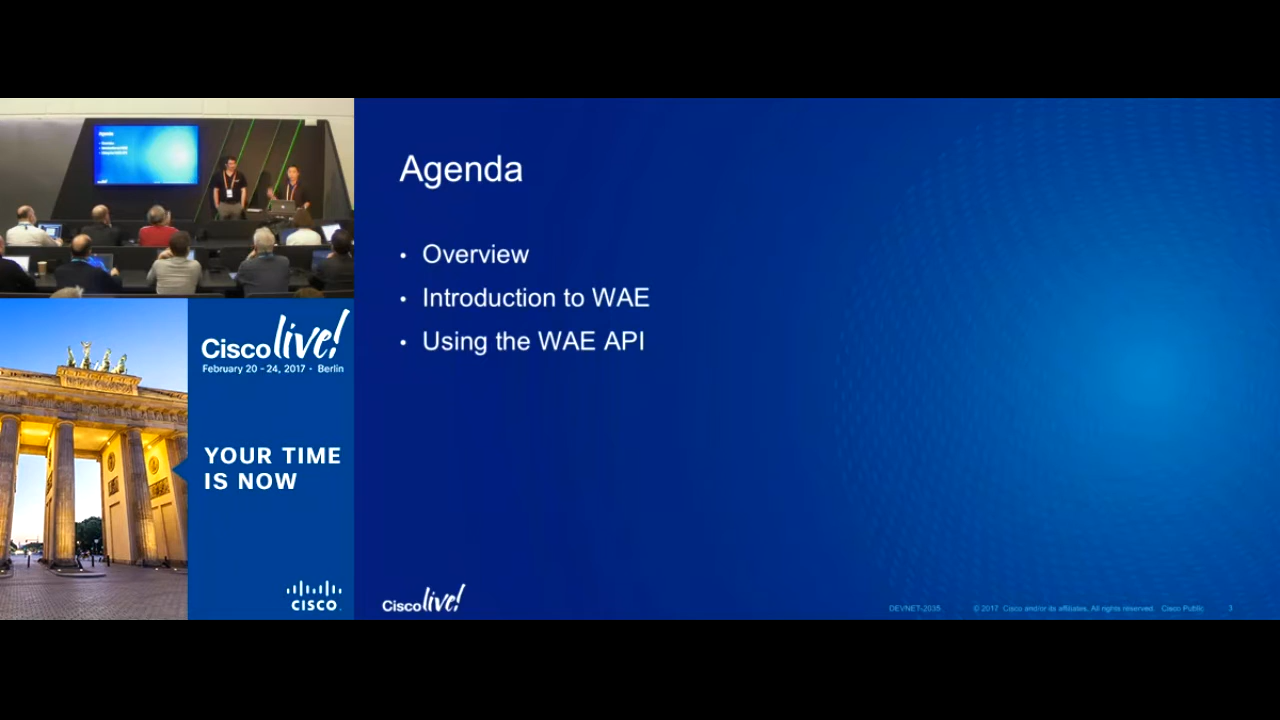 Agenda
• Overview
• Introduction to WAE
• Using the WAE API
Cisco live!
February 20 - 24, 2017 • Berlin
YOUR TIME
IS NOW
CISCO
Cisco live!
DEVNET-2035 © 2017 Cisco and/or its affiliates. All rights reserved. Cisco Public 3